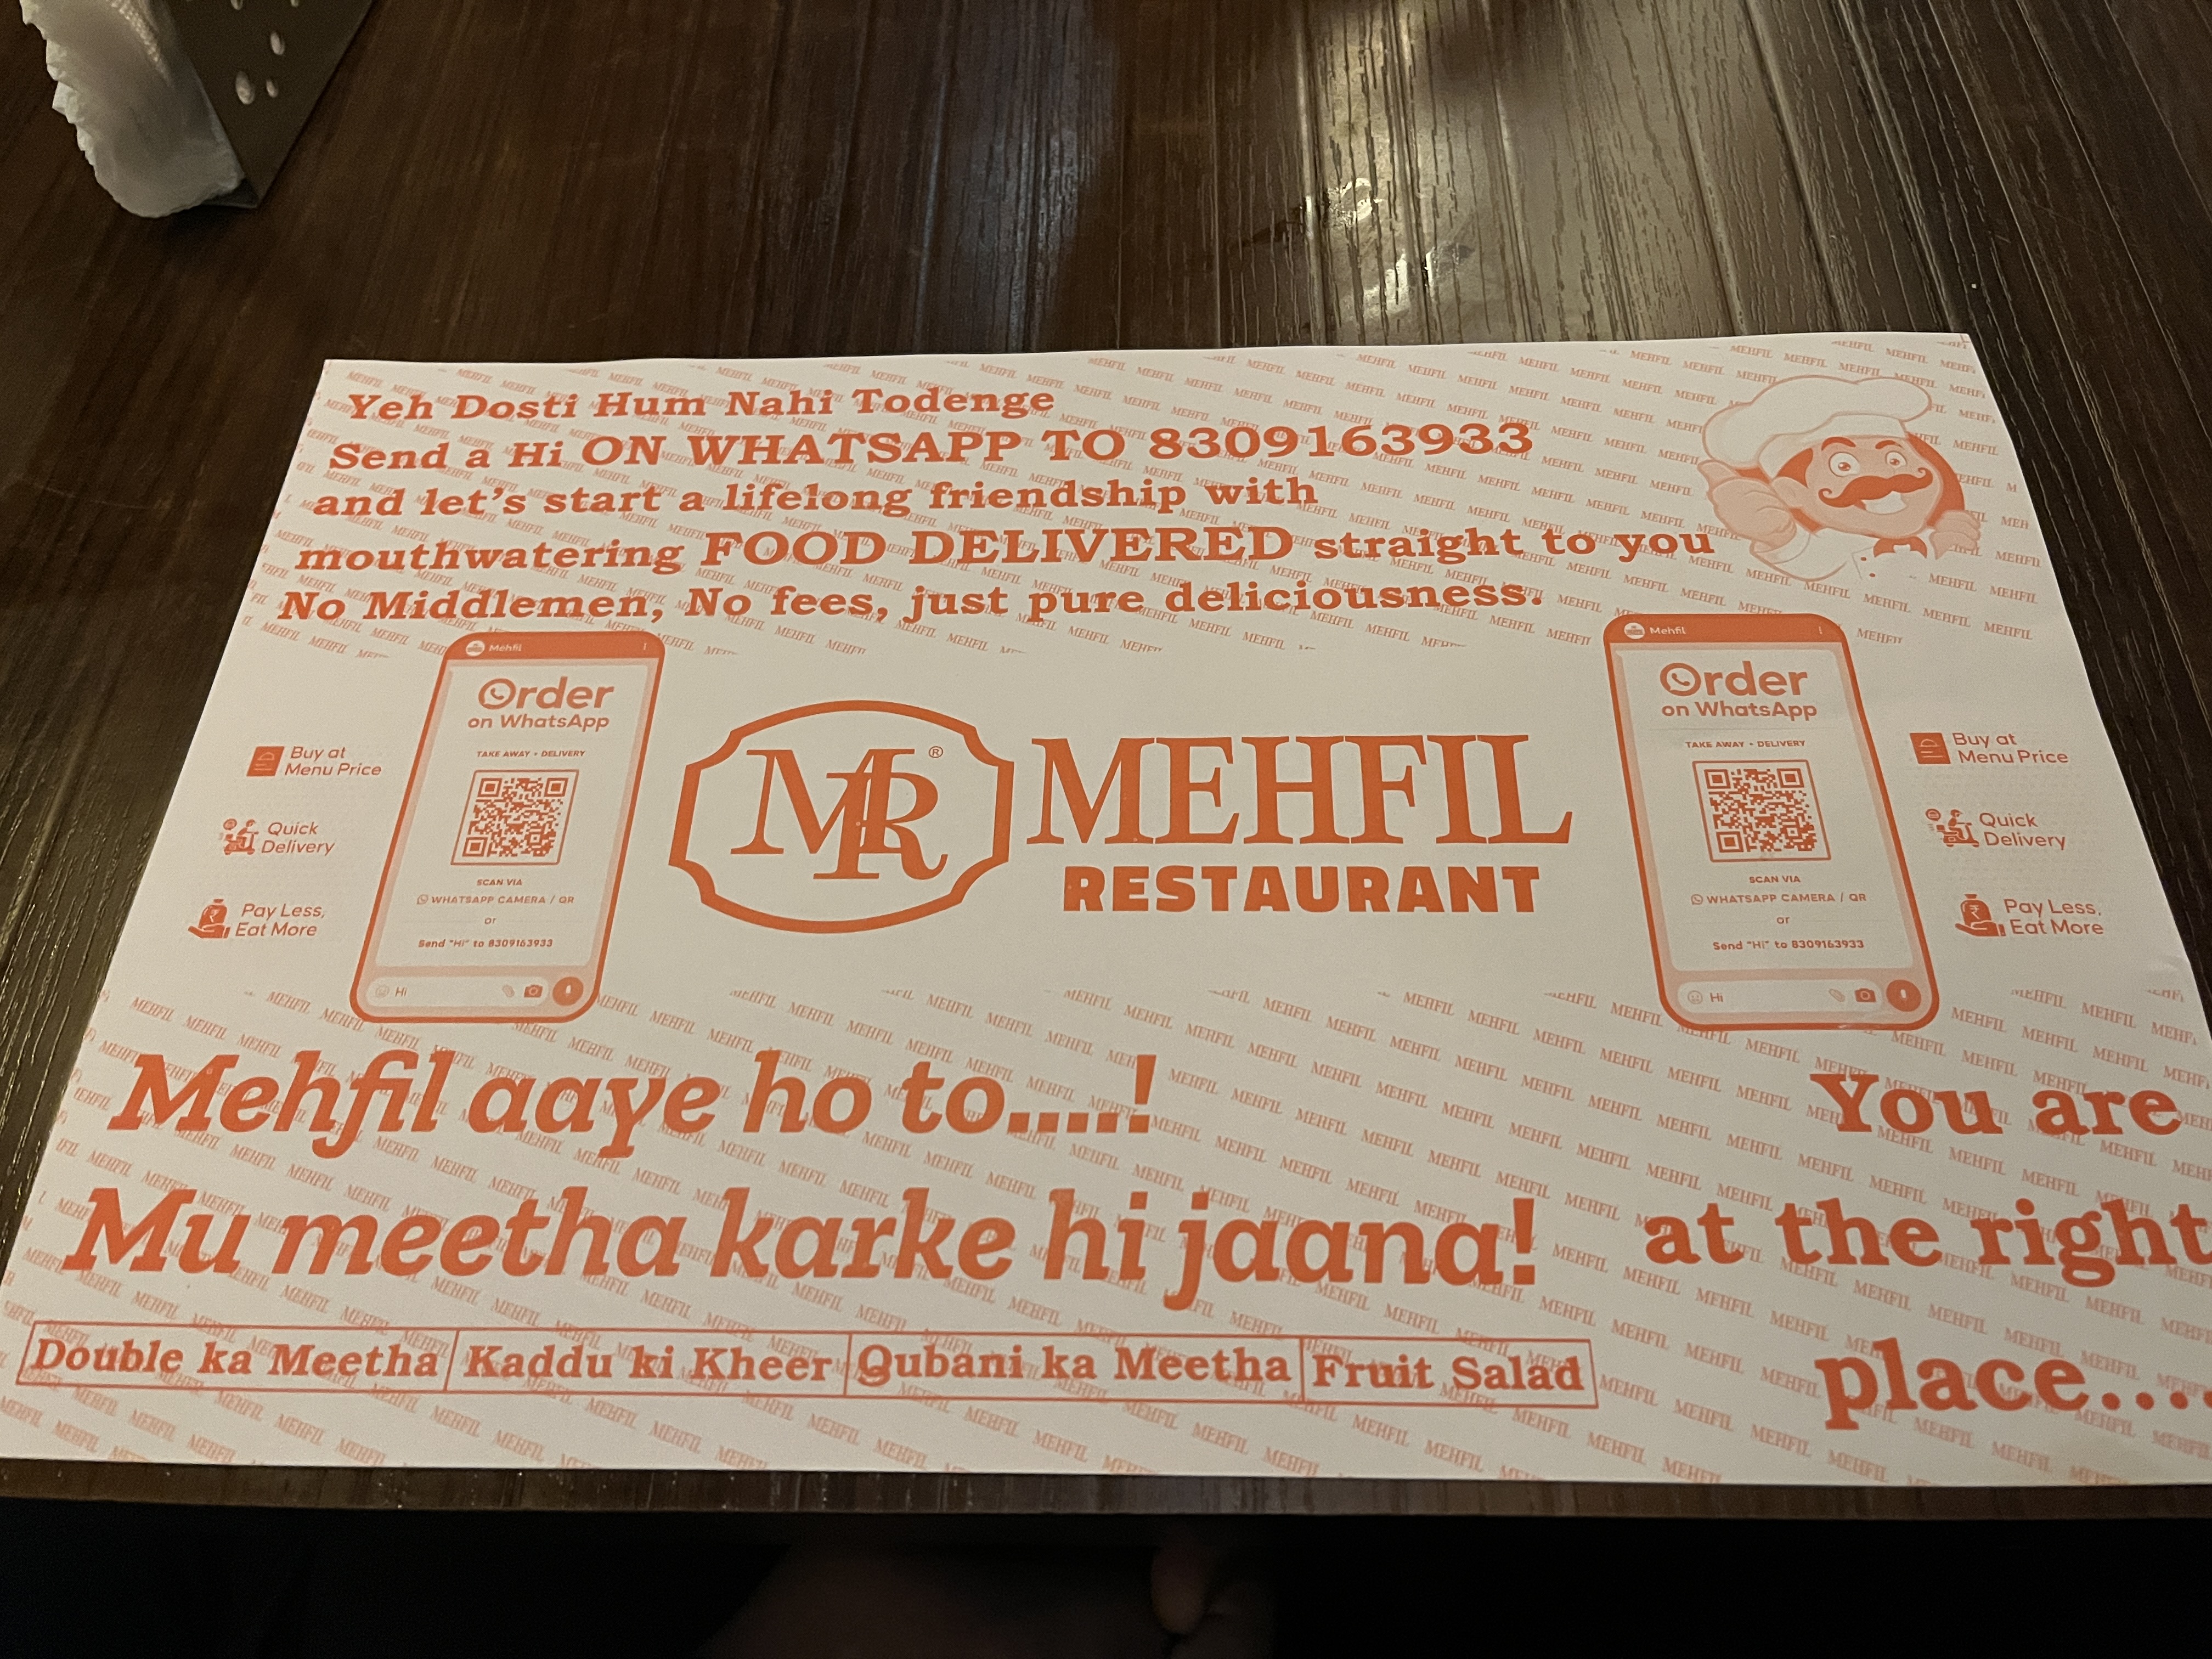 Yeh Dosti Hum Nahi Todenge
Send a Hi ON WHATSAPP TO 8309163933
and let's start a lifelong friendship with
mouthwatering FOOD DELIVERED straight to you
No Middlemen, No fees, just pure deliciousness.
Buy at
Menu Price
Quick
Delivery
Pay Less,
Eat More
Mehfil
Order
on WhatsApp
TAKE AWAY • DELIVERY
SCAN VIA
WHATSAPP CAMERA / QR
or
Send "Hi" to 8309163933
Hi
MR®
MEHFIL
RESTAURANT
Mehfil
Order
on WhatsApp
TAKE AWAY • DELIVERY
SCAN VIA
WHATSAPP CAMERA / QR
or
Send "Hi" to 8309163933
Hi
Buy at
Menu Price
Quick
Delivery
Pay Less,
Eat More
Mehfil aaye ho to....!
Mu meetha karke hi jaana!
Double ka Meetha
Kaddu ki Kheer
Qubani ka Meetha
Fruit Salad
You are
at the right
place....